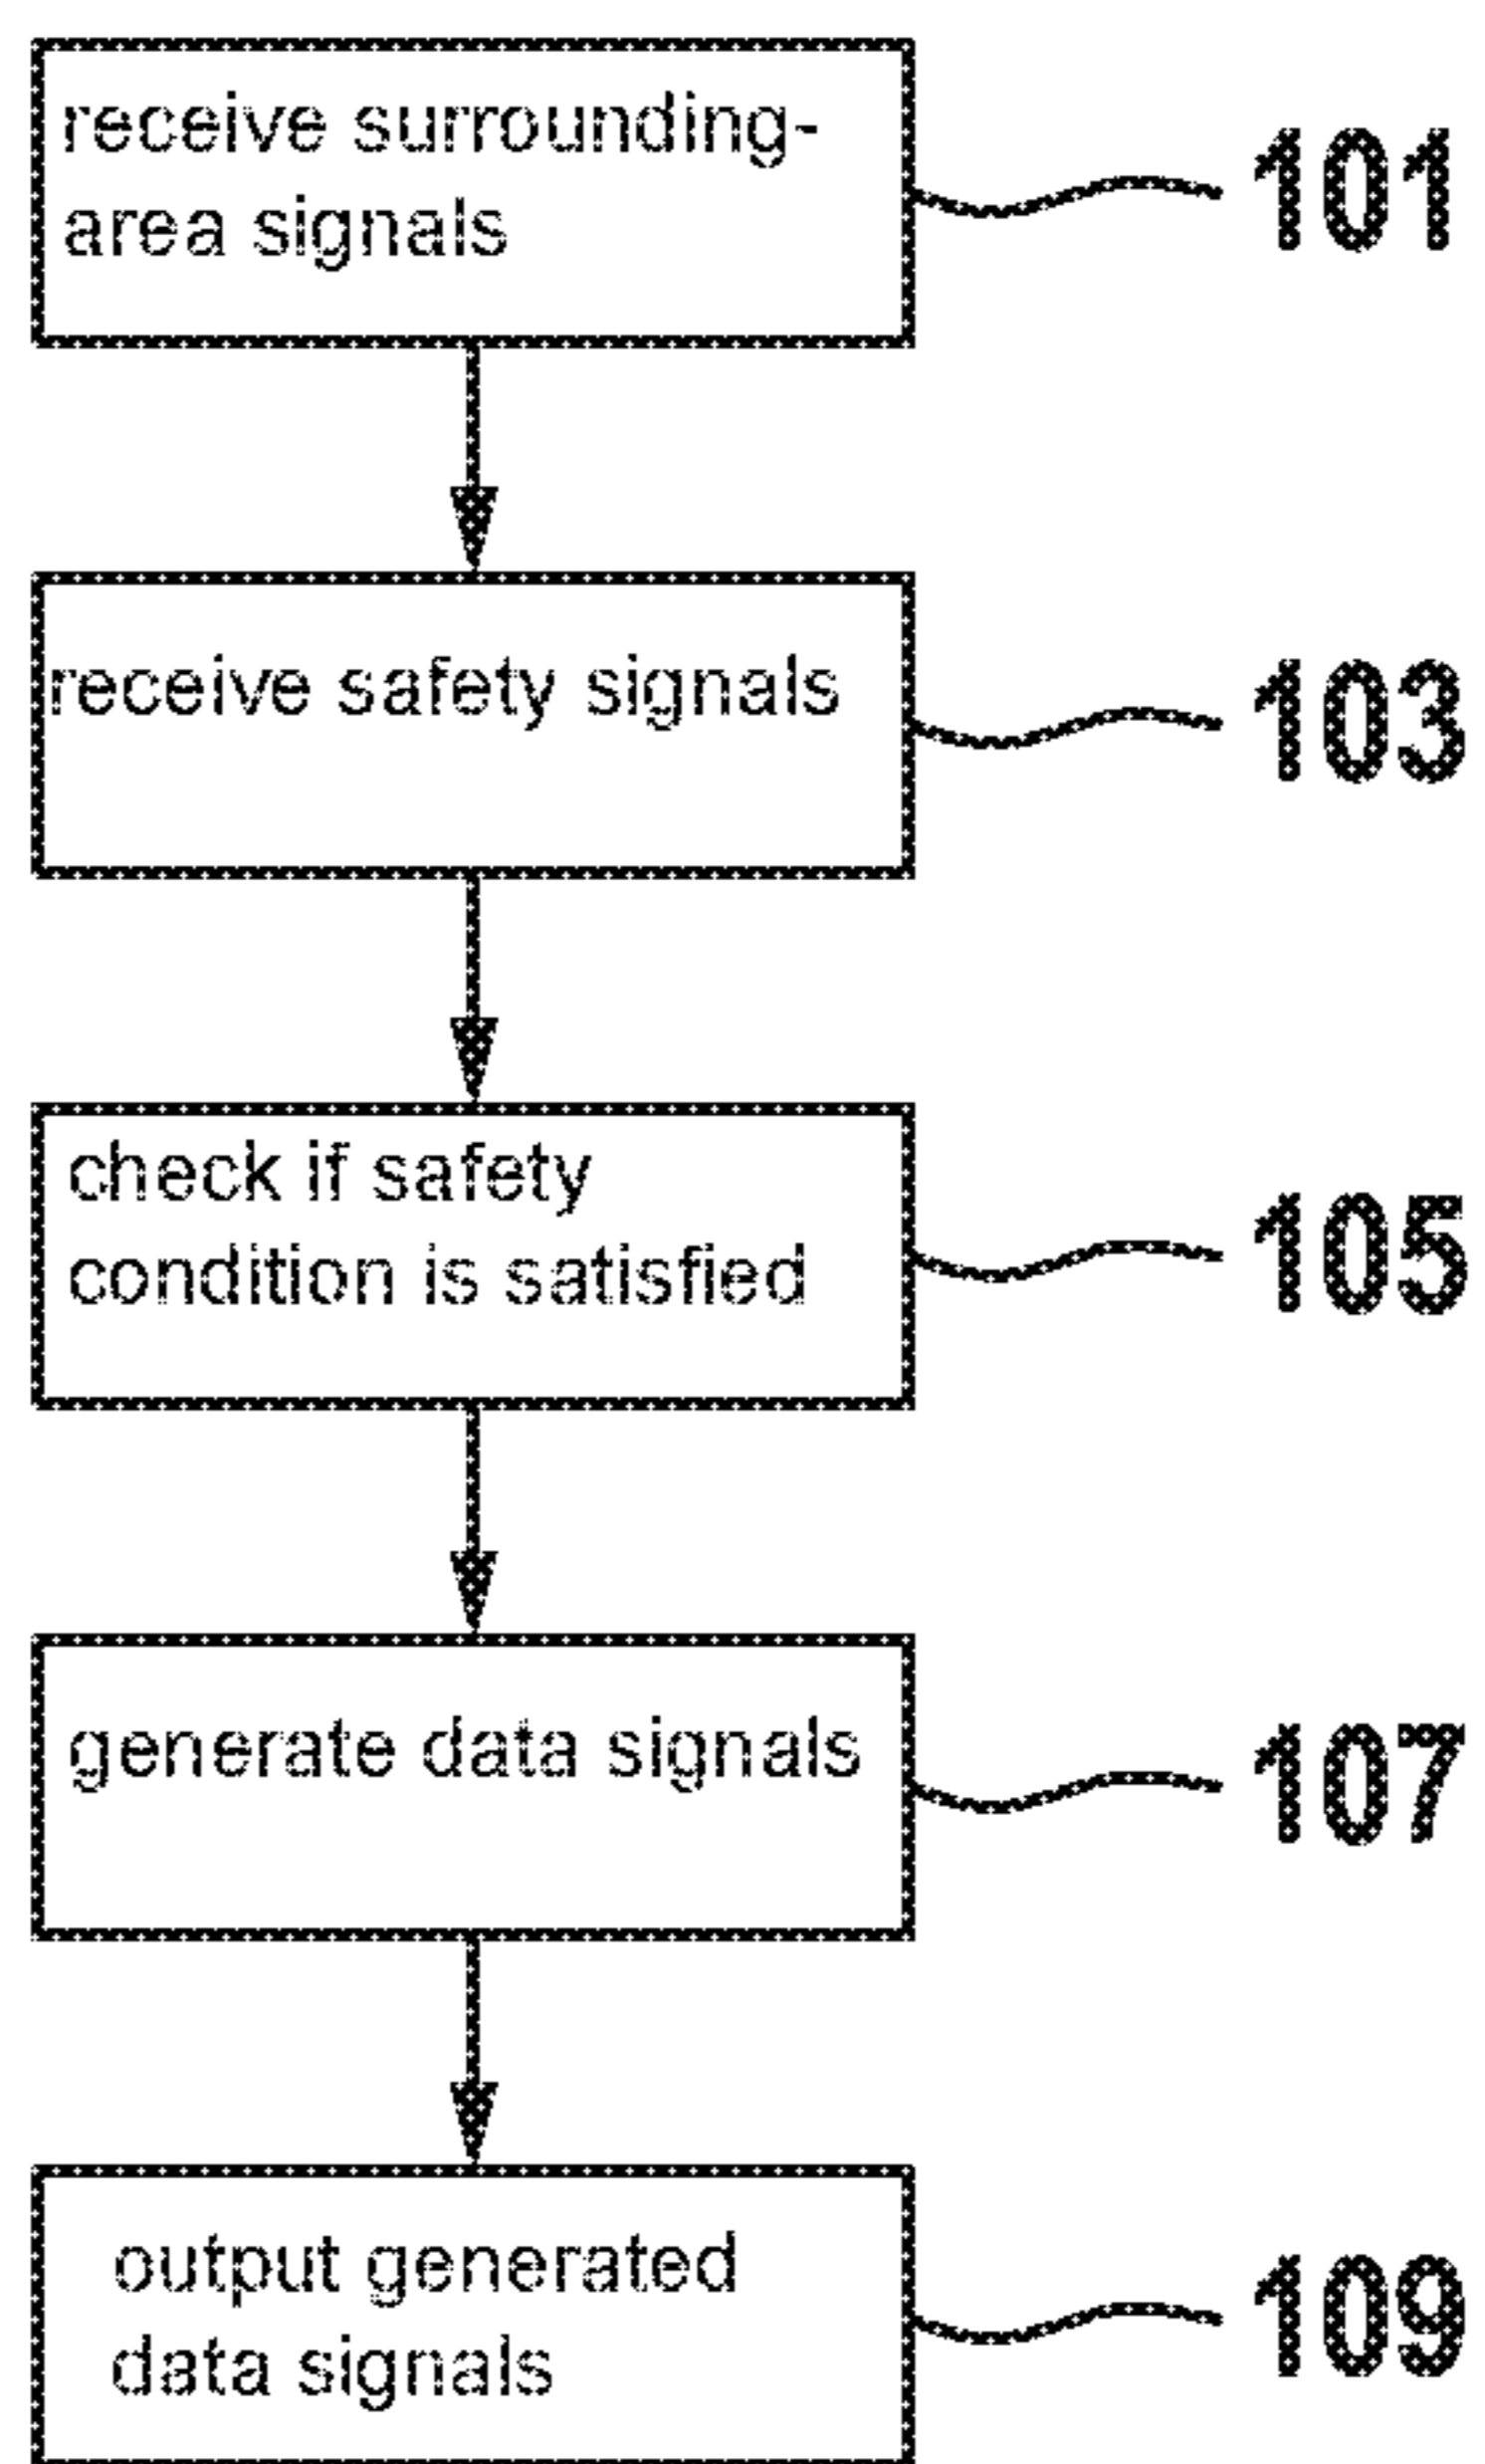 receive surrounding-
area signals
101
receive safety signals
103
check if safety
condition is satisfied
105
generate data signals
107
output generated
data signals
109